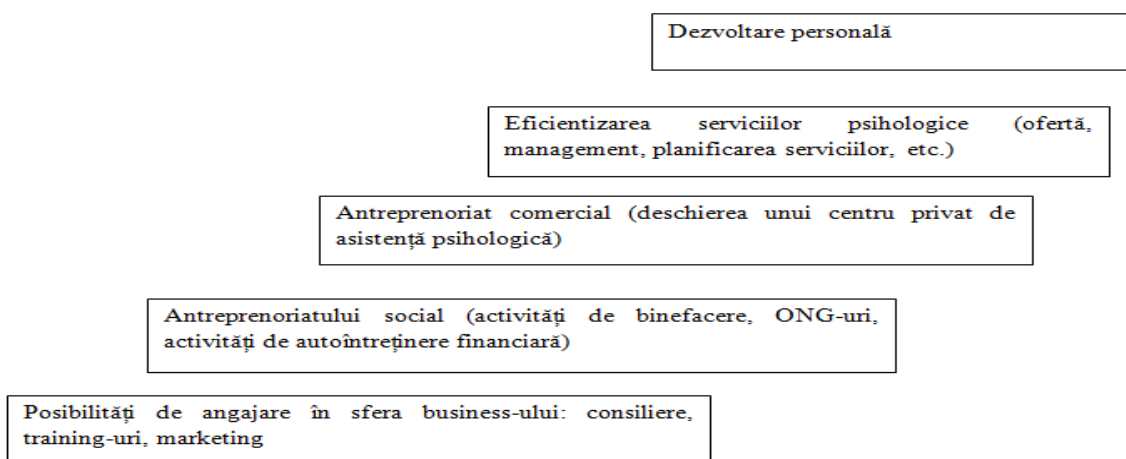 Dezvoltare personală
Eficientizarea serviciilor psihologice (ofertă,
management, planificarea serviciilor, etc.)
Antreprenoriat comercial (deschierea unui centru privat de
asistență psihologică)
Antreprenoriatului social (activități de binefacere, ONG-uri,
activități de autoîntreținere financiară)
Posibilități de angajare în sfera business-ului: consiliere,
training-uri, marketing